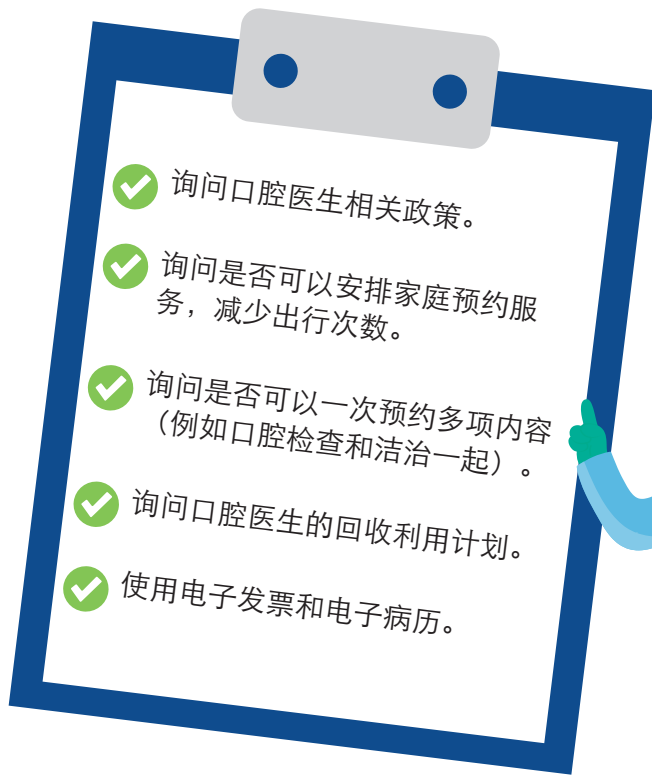 询问口腔医生相关政策。
询问是否可以安排家庭预约服
务，减少出行次数。
询问是否可以一次预约多项内容
（例如口腔检查和洁治一起）。
询问口腔医生的回收利用计划。
使用电子发票和电子病历。